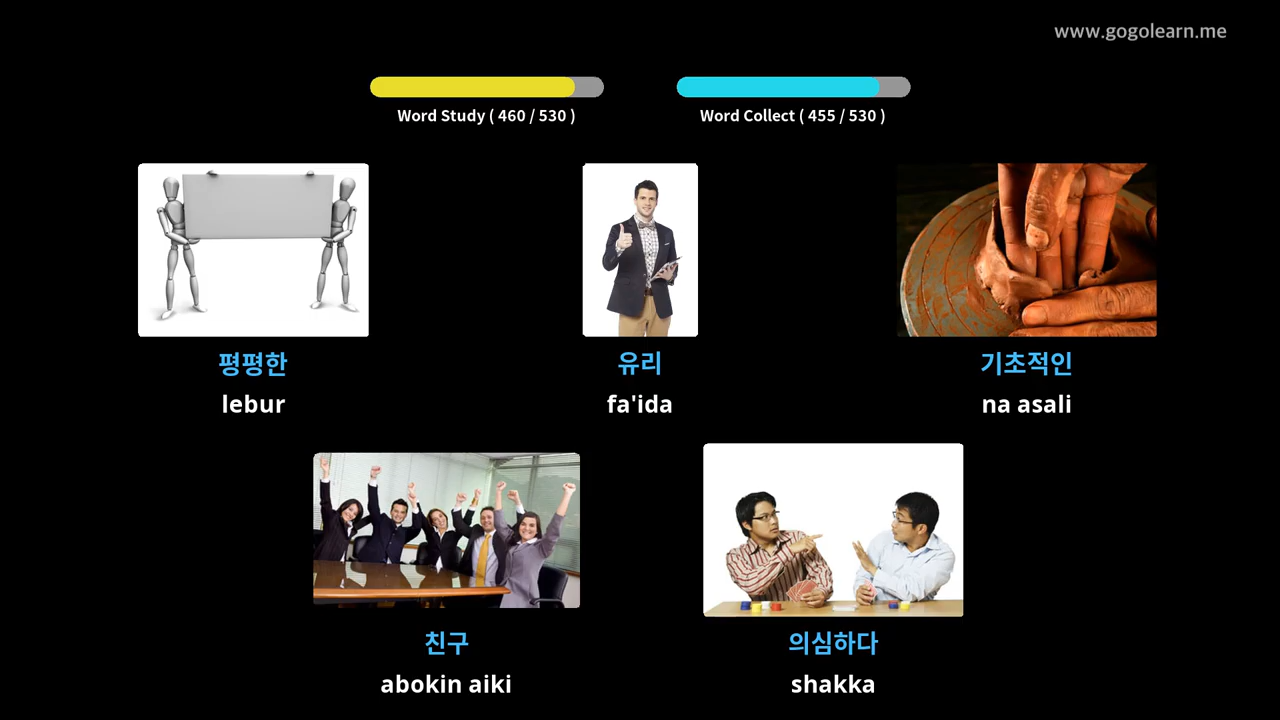 www.gogolearn.me
Word Study ( 460 / 530 )
Word Collect ( 455 / 530 )
평평한
lebur
유리
fa'ida
기초적인
na asali
친구
abokin aiki
의심하다
shakka